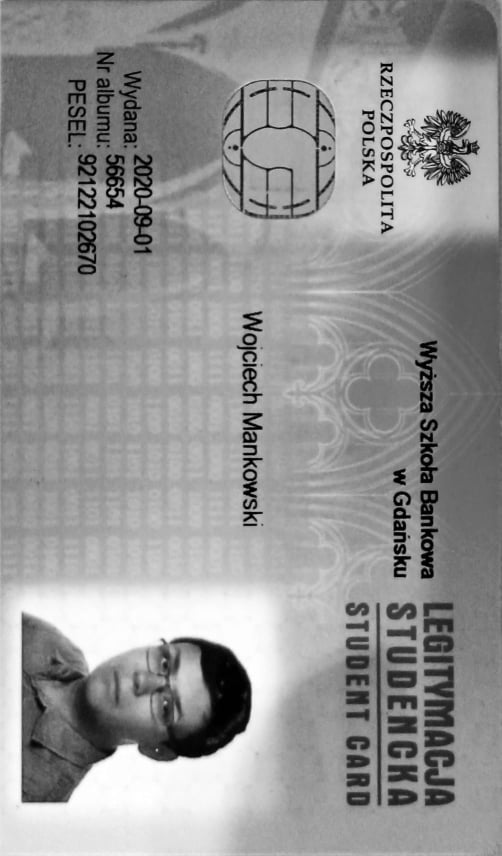 RZECZPOSPOLITA
POLSKA
Wyższa Szkoła Bankowa
w Gdańsku
LEGITYMACJA
STUDENCKA
STUDENT CARD
Wojciech Mankowski
Wydana: 2020-09-01
Nr albumu: 56654
PESEL: 92122102670